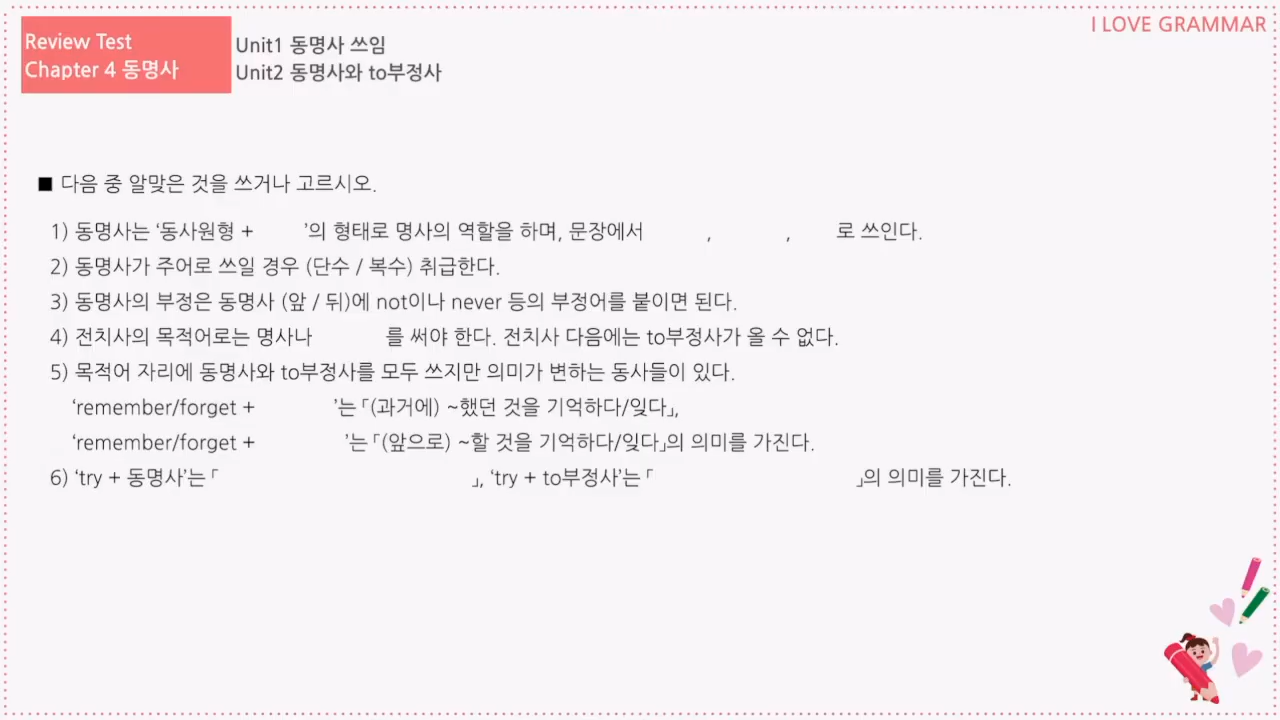 Review Test
Chapter 4 동명사
Unit1 동명사 쓰임
Unit2 동명사와 to부정사
I LOVE GRAMMAR
■ 다음 중 알맞은 것을 쓰거나 고르시오.
1) 동명사는 ‘동사원형 + ’의 형태로 명사의 역할을 하며, 문장에서 , , 로 쓰인다.
2) 동명사가 주어로 쓰일 경우 (단수 / 복수) 취급한다.
3) 동명사의 부정은 동명사 (앞 / 뒤)에 not이나 never 등의 부정어를 붙이면 된다.
4) 전치사의 목적어로는 명사나 를 써야 한다. 전치사 다음에는 to부정사가 올 수 없다.
5) 목적어 자리에 동명사와 to부정사를 모두 쓰지만 의미가 변하는 동사들이 있다.
‘remember/forget + ’는 ｢(과거에) ~했던 것을 기억하다/잊다｣,
‘remember/forget + ’는 ｢(앞으로) ~할 것을 기억하다/잊다｣의 의미를 가진다.
6) ‘try + 동명사’는 ｢ ｣, ‘try + to부정사’는 ｢ ｣의 의미를 가진다.